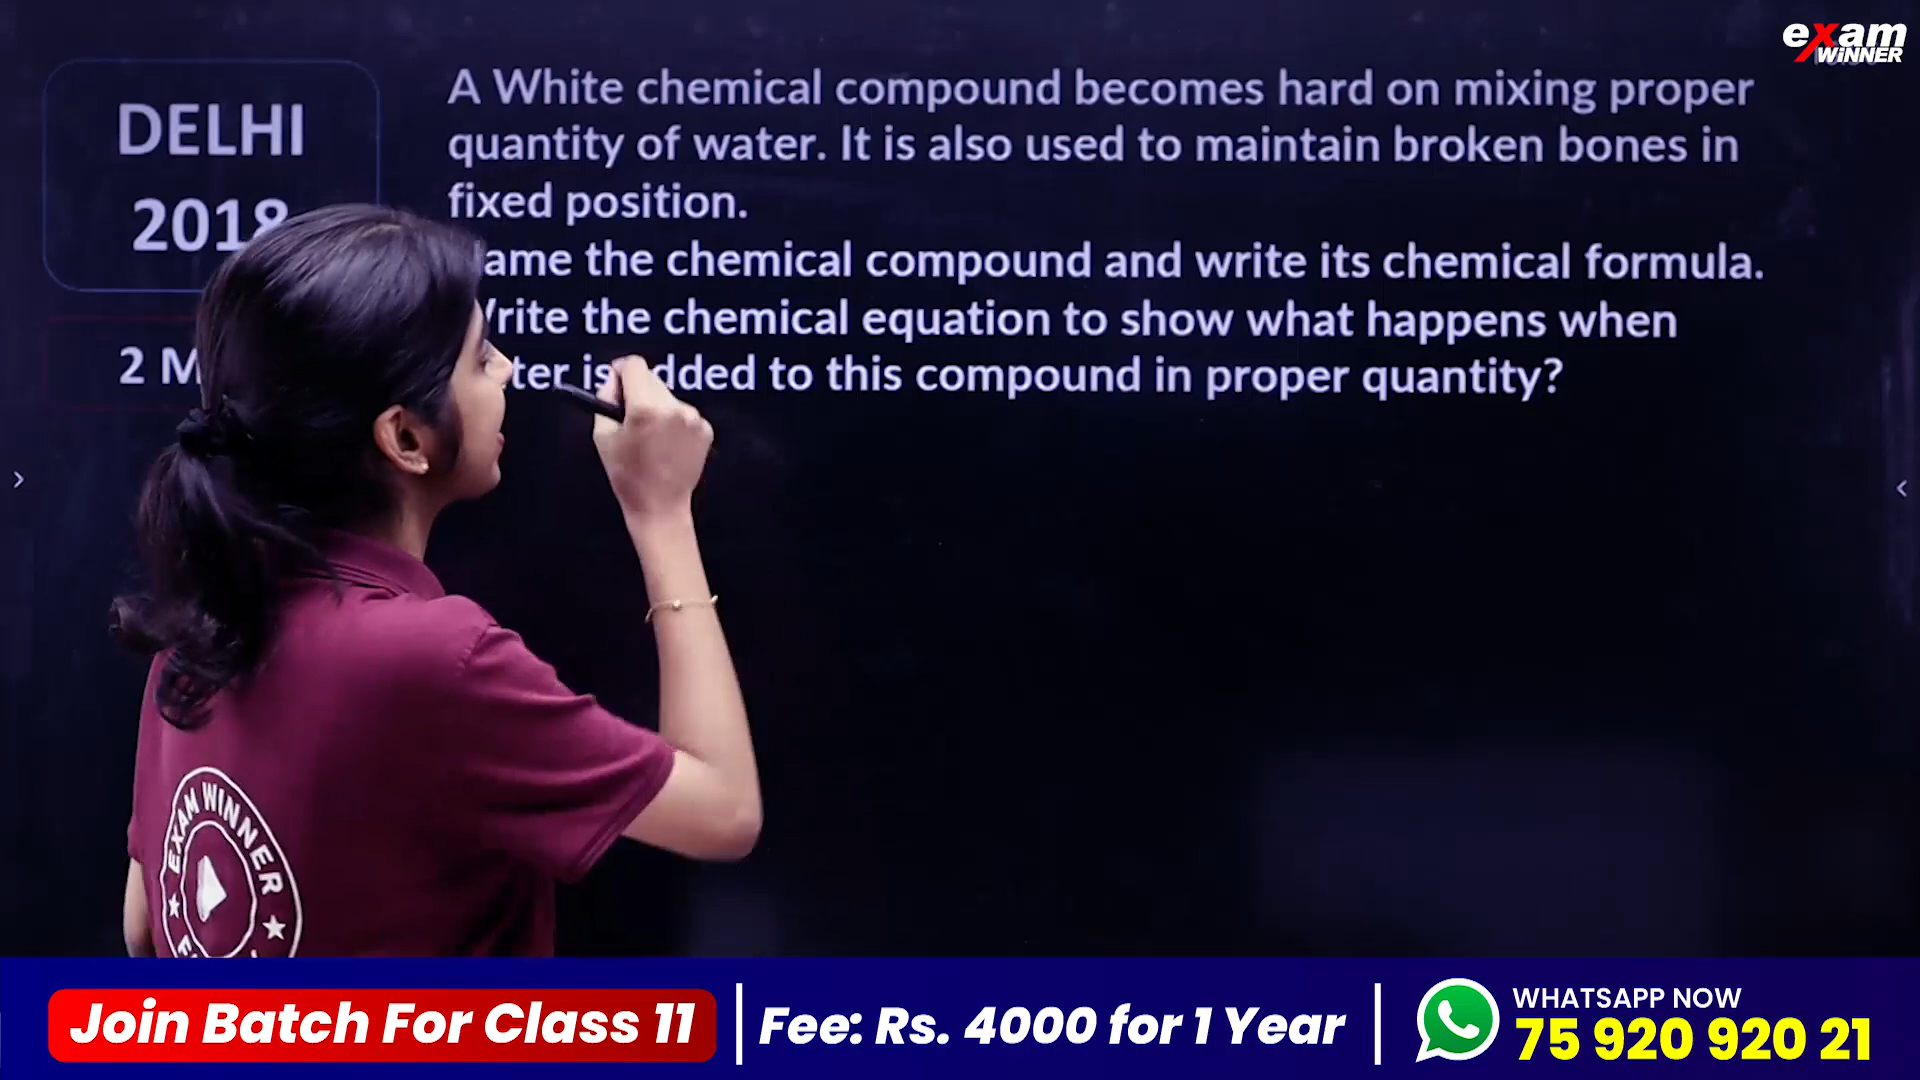 exam
WiNNER
DELHI
2018
2 M
A White chemical compound becomes hard on mixing proper
quantity of water. It is also used to maintain broken bones in
fixed position.
ame the chemical compound and write its chemical formula.
rite the chemical equation to show what happens when
ter is dded to this compound in proper quantity?
EXAM WINNER
Join Batch For Class 11
Fee: Rs. 4000 for 1 Year
WHATSAPP NOW
75 920 920 21